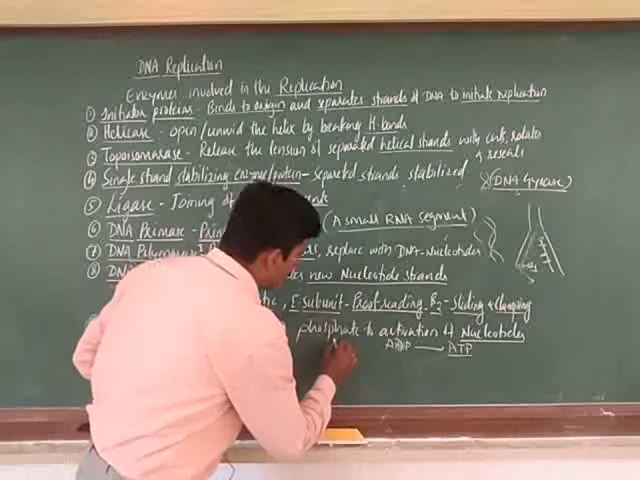 DNA Replication
Enzymes involved in the Replication
① Initiator proteins - Binds to origin and separates strands of DNA to initiate replication
② Helicase - open/unwid the helix by breaking H-bonds
③ Topoisomarase - Release the tension of separated helical strands with cuts, rotates
& reseals
④ Single strand stabilizing enzyme/protein - separated strands stabilized
(DNA Gyrase)
⑤ Ligase - Joining of
⑥ DNA Primase - (A small RNA segment)
⑦ DNA Polymerase I replace with DNA-Nucleotides
⑧ new Nucleotide strands
E-subunit - Proof reading, B2 - Sliding & Clamping
phosphate to activation of Nucleotides
→ ATP